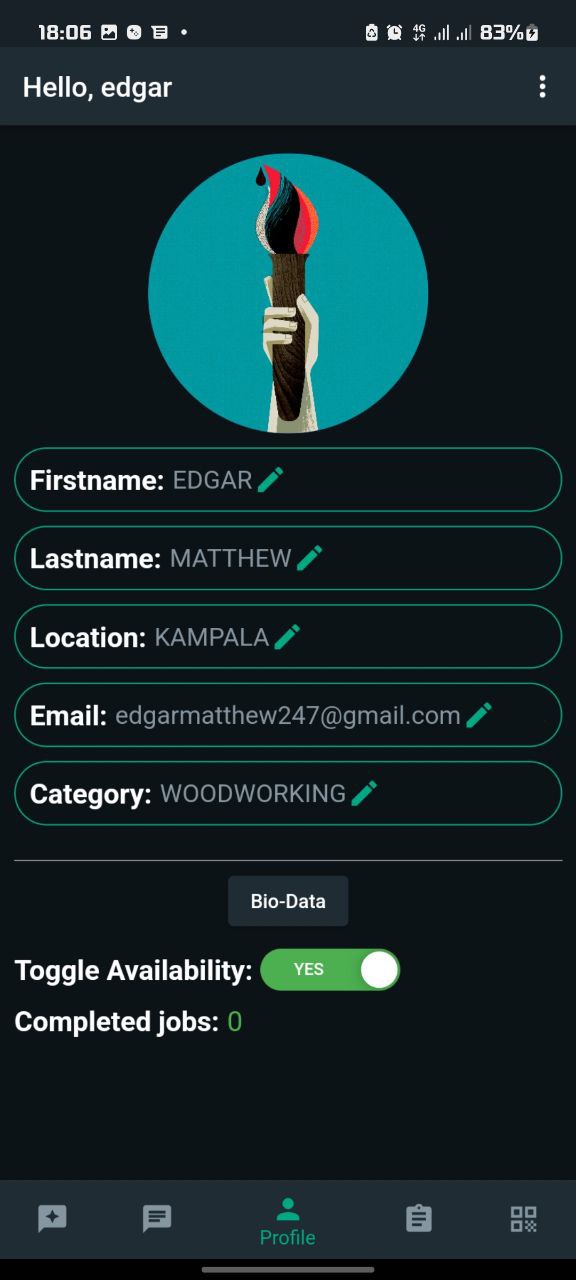 18:06
4G
83%
Hello, edgar
Firstname: EDGAR
Lastname: MATTHEW
Location: KAMPALA
Email: edgarmatthew247@gmail.com
Category: WOODWORKING
Bio-Data
Toggle Availability: YES
Completed jobs: 0
Profile